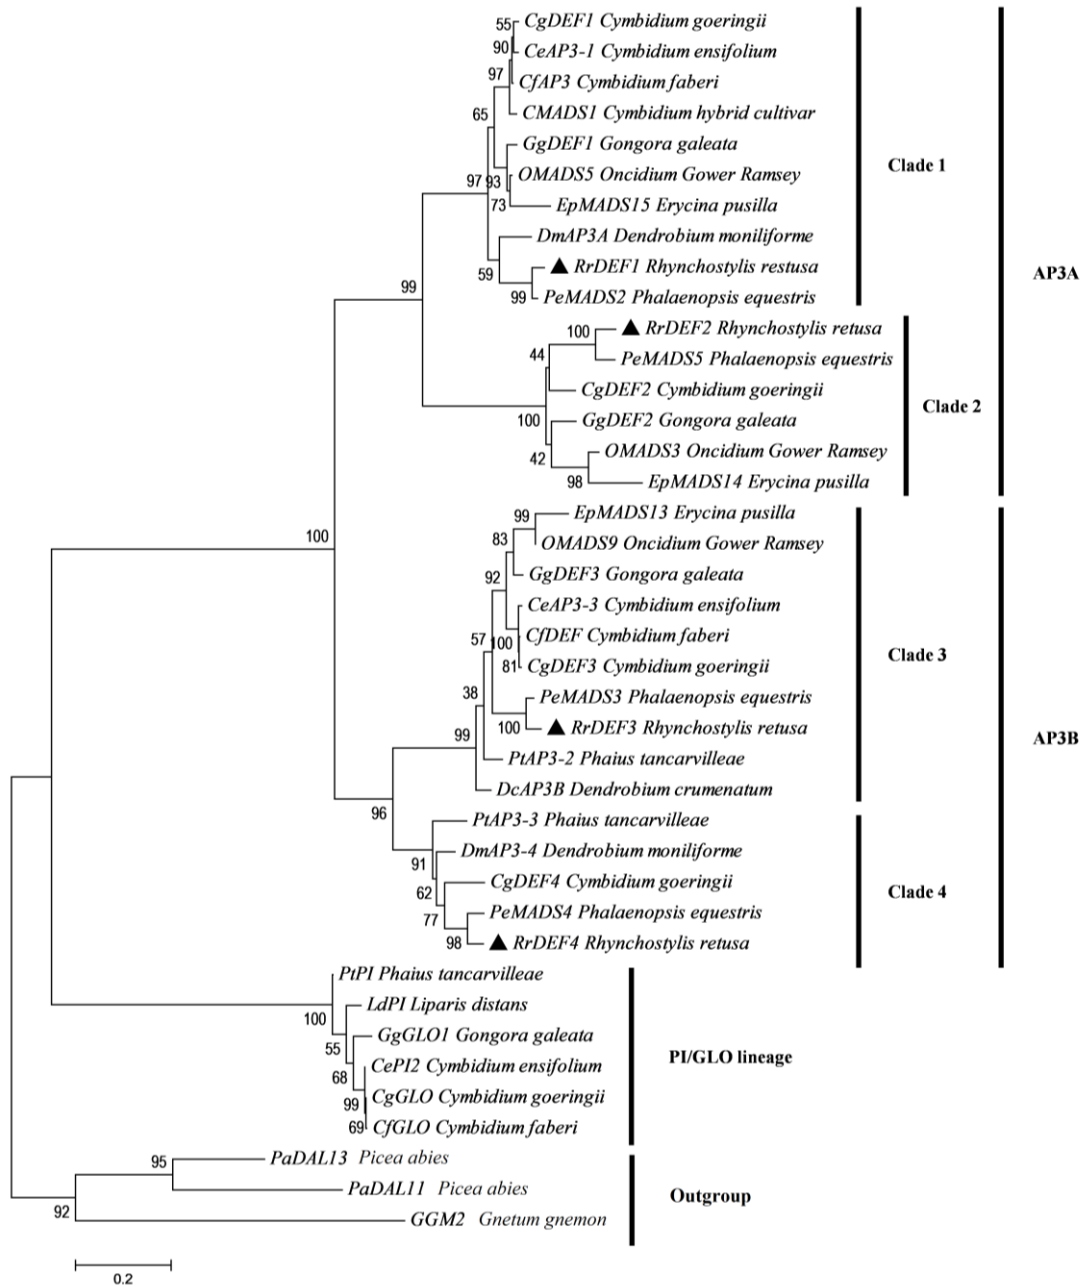 55
CgDEF1 Cymbidium goeringii
90
CeAP3-1 Cymbidium ensifolium
97
CfAP3 Cymbidium faberi
65
CMADS1 Cymbidium hybrid cultivar
GgDEF1 Gongora galeata
Clade 1
97
93
OMADS5 Oncidium Gower Ramsey
73
EpMADS15 Erycina pusilla
DmAP3A Dendrobium moniliforme
59
RrDEF1 Rhynchostylis restusa
AP3A
99
99
PeMADS2 Phalaenopsis equestris
100
RrDEF2 Rhynchostylis retusa
44
PeMADS5 Phalaenopsis equestris
CgDEF2 Cymbidium goeringii
Clade 2
100
GgDEF2 Gongora galeata
42
OMADS3 Oncidium Gower Ramsey
98
EpMADS14 Erycina pusilla
99
EpMADS13 Erycina pusilla
100
83
OMADS9 Oncidium Gower Ramsey
92
GgDEF3 Gongora galeata
CeAP3-3 Cymbidium ensifolium
57
100
CfDEF Cymbidium faberi
Clade 3
81
CgDEF3 Cymbidium goeringii
38
PeMADS3 Phalaenopsis equestris
100
RrDEF3 Rhynchostylis retusa
99
AP3B
PtAP3-2 Phaius tancarvilleae
DcAP3B Dendrobium crumenatum
96
PtAP3-3 Phaius tancarvilleae
91
DmAP3-4 Dendrobium moniliforme
62
CgDEF4 Cymbidium goeringii
Clade 4
77
PeMADS4 Phalaenopsis equestris
98
RrDEF4 Rhynchostylis retusa
PtPI Phaius tancarvilleae
100
LdPI Liparis distans
55
GgGLO1 Gongora galeata
68
CePI2 Cymbidium ensifolium
PI/GLO lineage
99
CgGLO Cymbidium goeringii
69
CfGLO Cymbidium faberi
95
PaDAL13 Picea abies
PaDAL11 Picea abies
Outgroup
92
GGM2 Gnetum gnemon
0.2